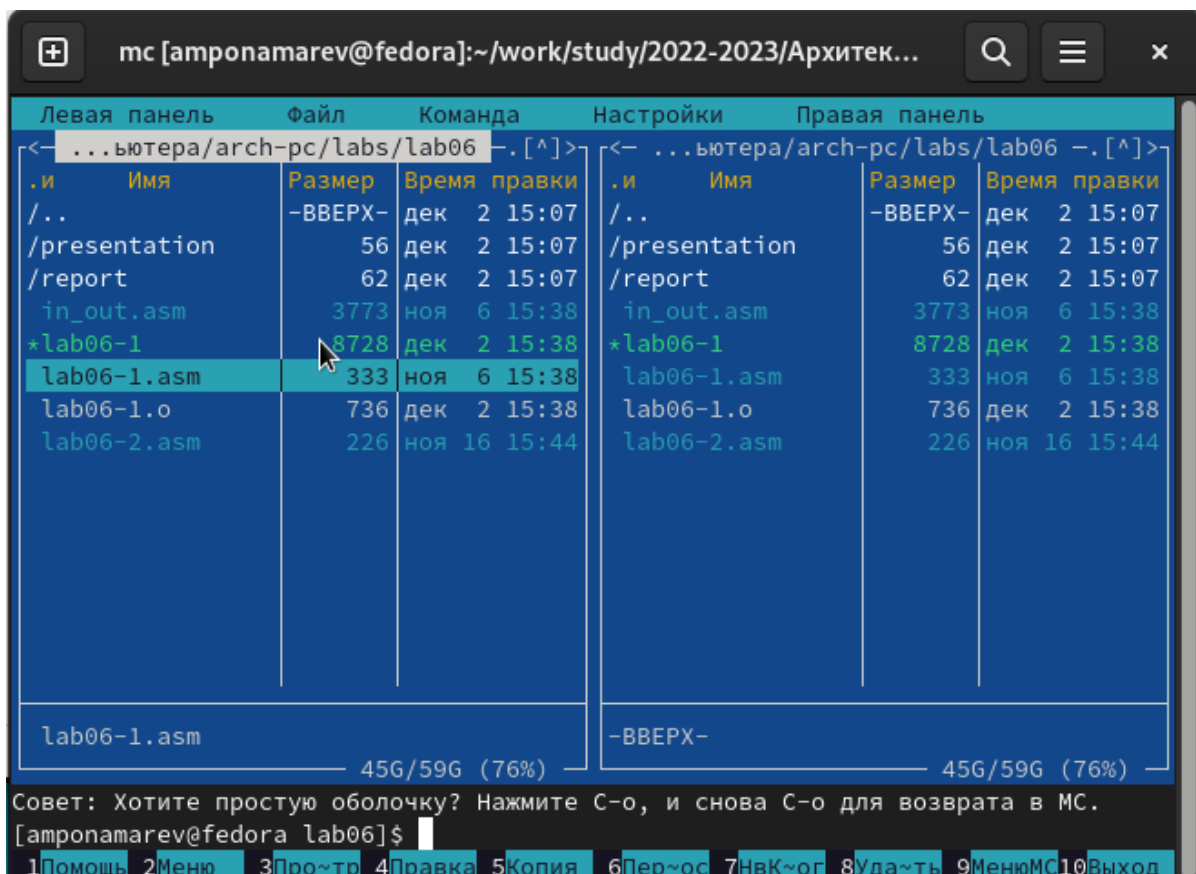 mc [amponamarev@fedora]:~/work/study/2022-2023/Архитек...
Левая панель Файл Команда Настройки Правая панель
<— ...ьютера/arch-pc/labs/lab06 —.[^]> <— ...ьютера/arch-pc/labs/lab06 —.[^]>
.и Имя Размер Время правки .и Имя Размер Время правки
/.. -ВВЕРХ- дек 2 15:07 /.. -ВВЕРХ- дек 2 15:07
/presentation 56 дек 2 15:07 /presentation 56 дек 2 15:07
/report 62 дек 2 15:07 /report 62 дек 2 15:07
in_out.asm 3773 ноя 6 15:38 in_out.asm 3773 ноя 6 15:38
*lab06-1 8728 дек 2 15:38 *lab06-1 8728 дек 2 15:38
lab06-1.asm 333 ноя 6 15:38 lab06-1.asm 333 ноя 6 15:38
lab06-1.o 736 дек 2 15:38 lab06-1.o 736 дек 2 15:38
lab06-2.asm 226 ноя 16 15:44 lab06-2.asm 226 ноя 16 15:44
lab06-1.asm -ВВЕРХ-
45G/59G (76%) 45G/59G (76%)
Совет: Хотите простую оболочку? Нажмите C-o, и снова C-o для возврата в MC.
[amponamarev@fedora lab06]$
1Помощь 2Меню 3Про~тр 4Правка 5Копия 6Пер~ос 7НвК~ог 8Уда~ть 9МенюMC10Выход